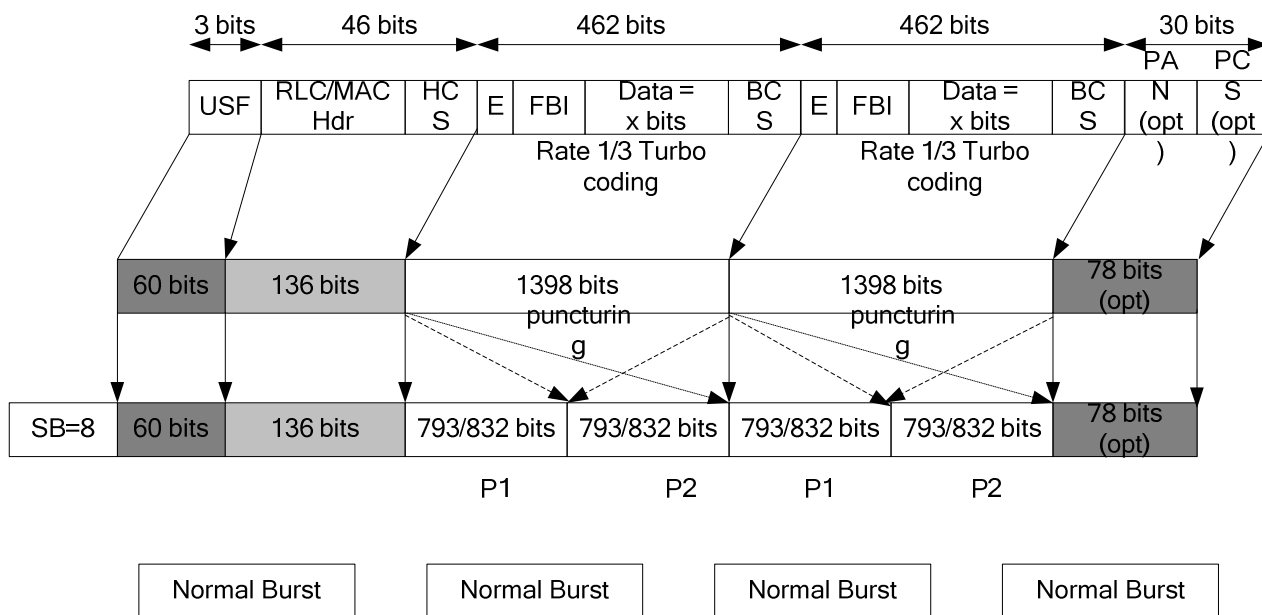 3 bits 46 bits 462 bits 462 bits 30 bits
USF
RLC/MAC
Hdr
HC
S
E
FBI
Data =
x bits
BC
S
E
FBI
Data =
x bits
BC
S
PA
N
(opt
)
PC
S
(opt
)
Rate 1/3 Turbo
coding
Rate 1/3 Turbo
coding
60 bits
136 bits
1398 bits
puncturin
g
1398 bits
puncturin
g
78 bits
(opt)
SB=8
60 bits
136 bits
793/832 bits
793/832 bits
793/832 bits
793/832 bits
78 bits
(opt)
P1 P2 P1 P2
Normal Burst Normal Burst Normal Burst Normal Burst